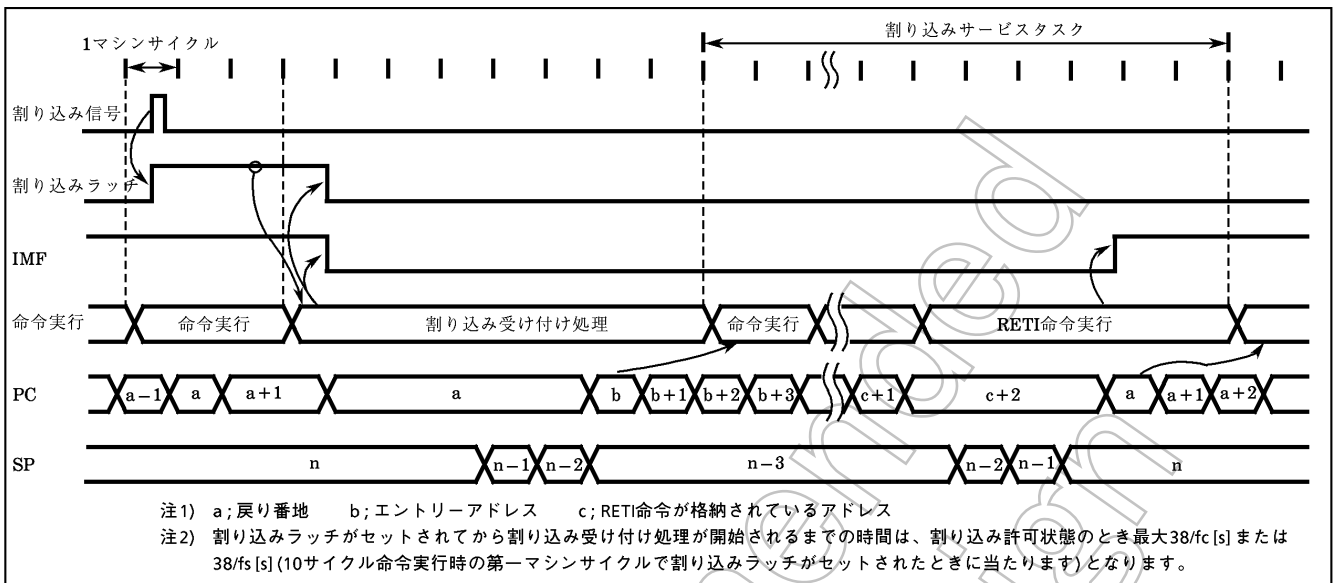 割り込みサービスタスク
1マシンサイクル
割り込み信号
割り込みラッチ
IMF
命令実行 命令実行 割り込み受け付け処理 命令実行 RETI命令実行
PC a−1 a a+1 a b b+1 b+2 b+3 c+1 c+2 a a+1 a+2
SP n n−1 n−2 n−3 n−2 n−1 n
注1) a ; 戻り番地 b ; エントリーアドレス c ; RETI命令が格納されているアドレス
注2) 割り込みラッチがセットされてから割り込み受け付け処理が開始されるまでの時間は、割り込み許可状態のとき最大38/fc [s] または
38/fs [s] (10サイクル命令実行時の第一マシンサイクルで割り込みラッチがセットされたときに当たります) となります。